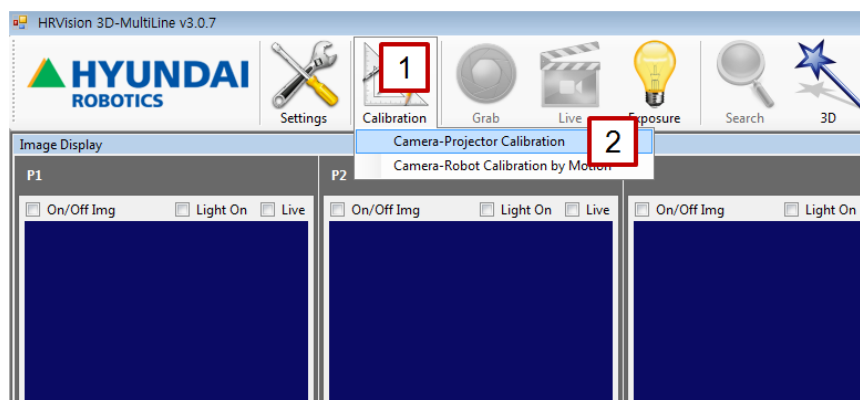 HRVision 3D-MultiLine v3.0.7
HYUNDAI
ROBOTICS
Settings
1
Calibration
Grab
Live
Exposure
Search
3D
Camera-Projector Calibration
2
Camera-Robot Calibration by Motion
Image Display
P1
P2
On/Off Img Light On Live
On/Off Img Light On Live
On/Off Img Light On